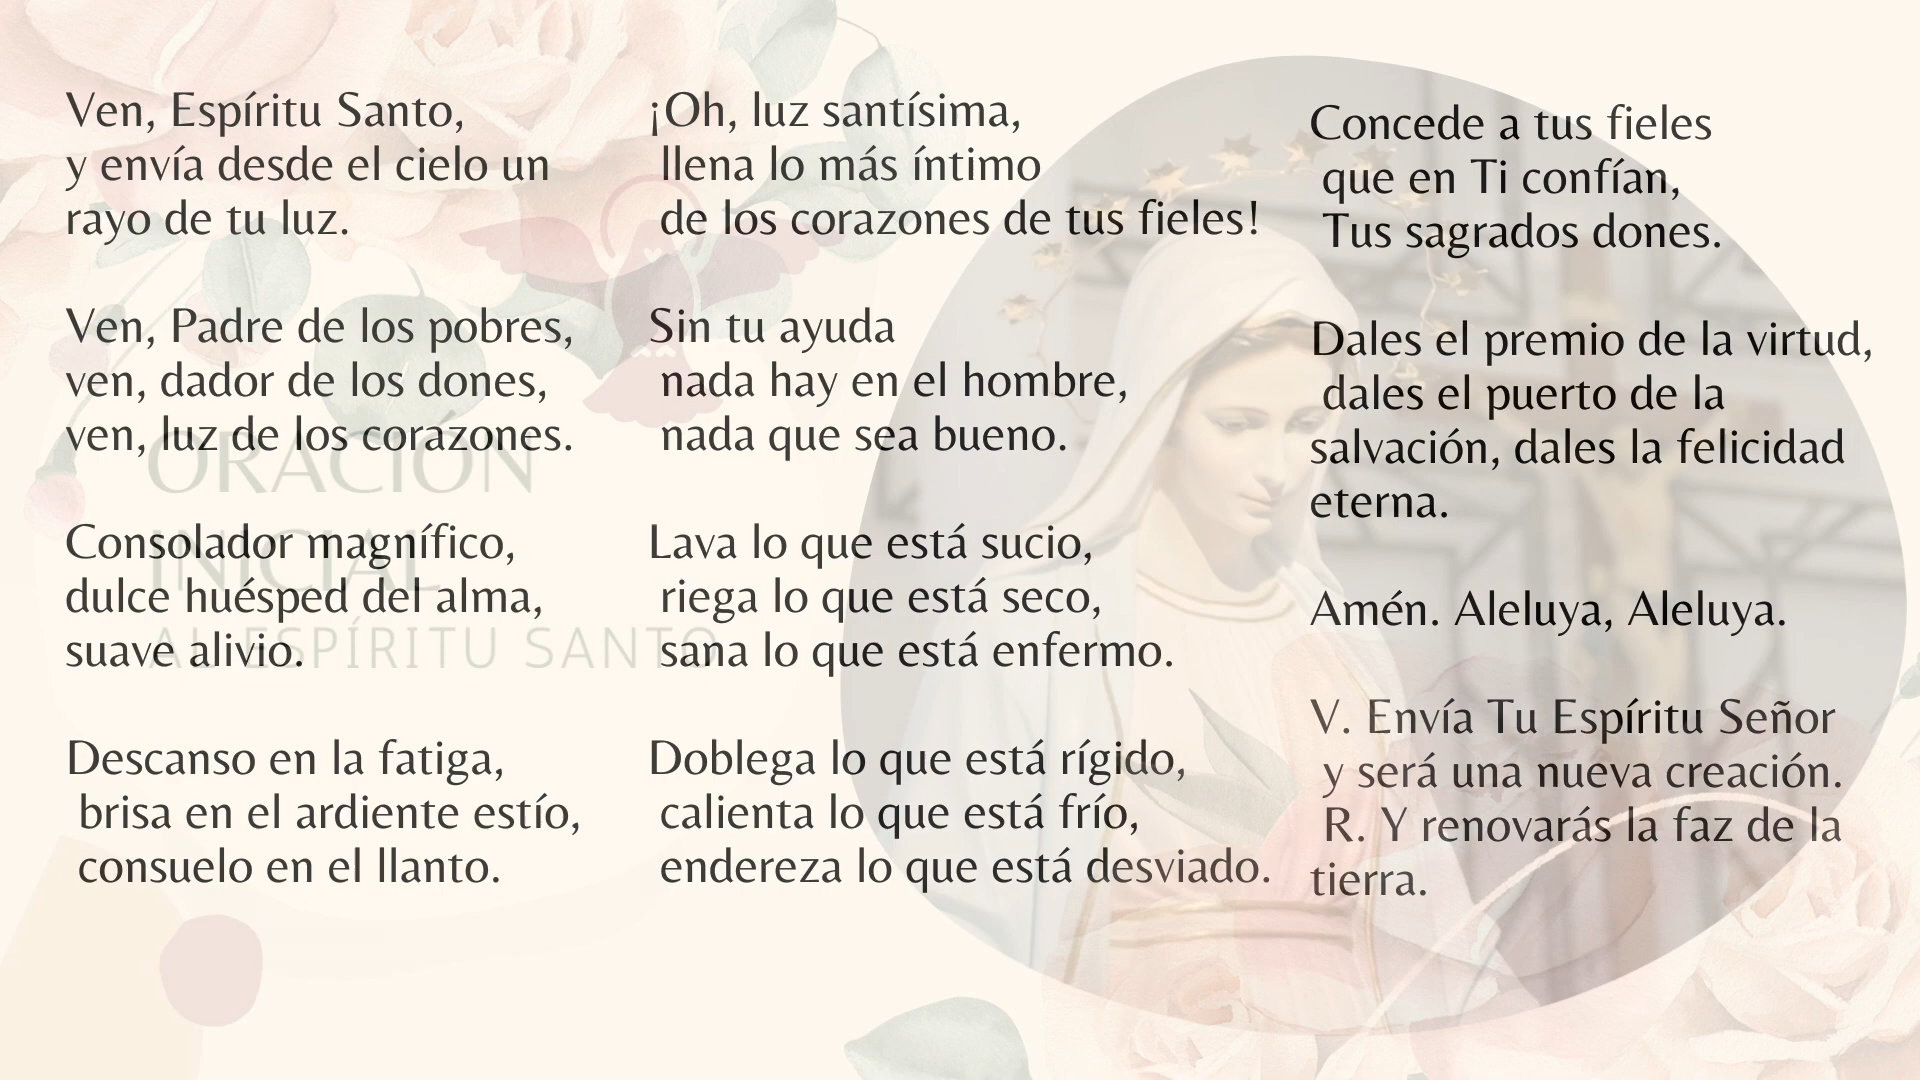 Ven, Espíritu Santo,
y envía desde el cielo un
rayo de tu luz.
Ven, Padre de los pobres,
ven, dador de los dones,
ven, luz de los corazones.
Consolador magnífico,
dulce huésped del alma,
suave alivio.
Descanso en la fatiga,
brisa en el ardiente estío,
consuelo en el llanto.
¡Oh, luz santísima,
llena lo más íntimo
de los corazones de tus fieles!
Sin tu ayuda
nada hay en el hombre,
nada que sea bueno.
Lava lo que está sucio,
riega lo que está seco,
sana lo que está enfermo.
Doblega lo que está rígido,
calienta lo que está frío,
endereza lo que está desviado.
Concede a tus fieles
que en Ti confían,
Tus sagrados dones.
Dales el premio de la virtud,
dales el puerto de la
salvación, dales la felicidad
eterna.
Amén. Aleluya, Aleluya.
V. Envía Tu Espíritu Señor
y será una nueva creación.
R. Y renovarás la faz de la
tierra.
ORACIÓN
INICIAL
AL ESPÍRITU SANTO